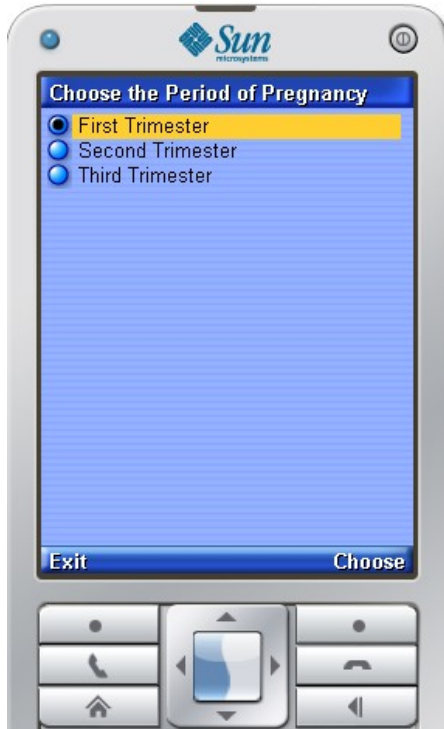 Sun
microsystems
Choose the Period of Pregnancy
First Trimester
Second Trimester
Third Trimester
Exit Choose